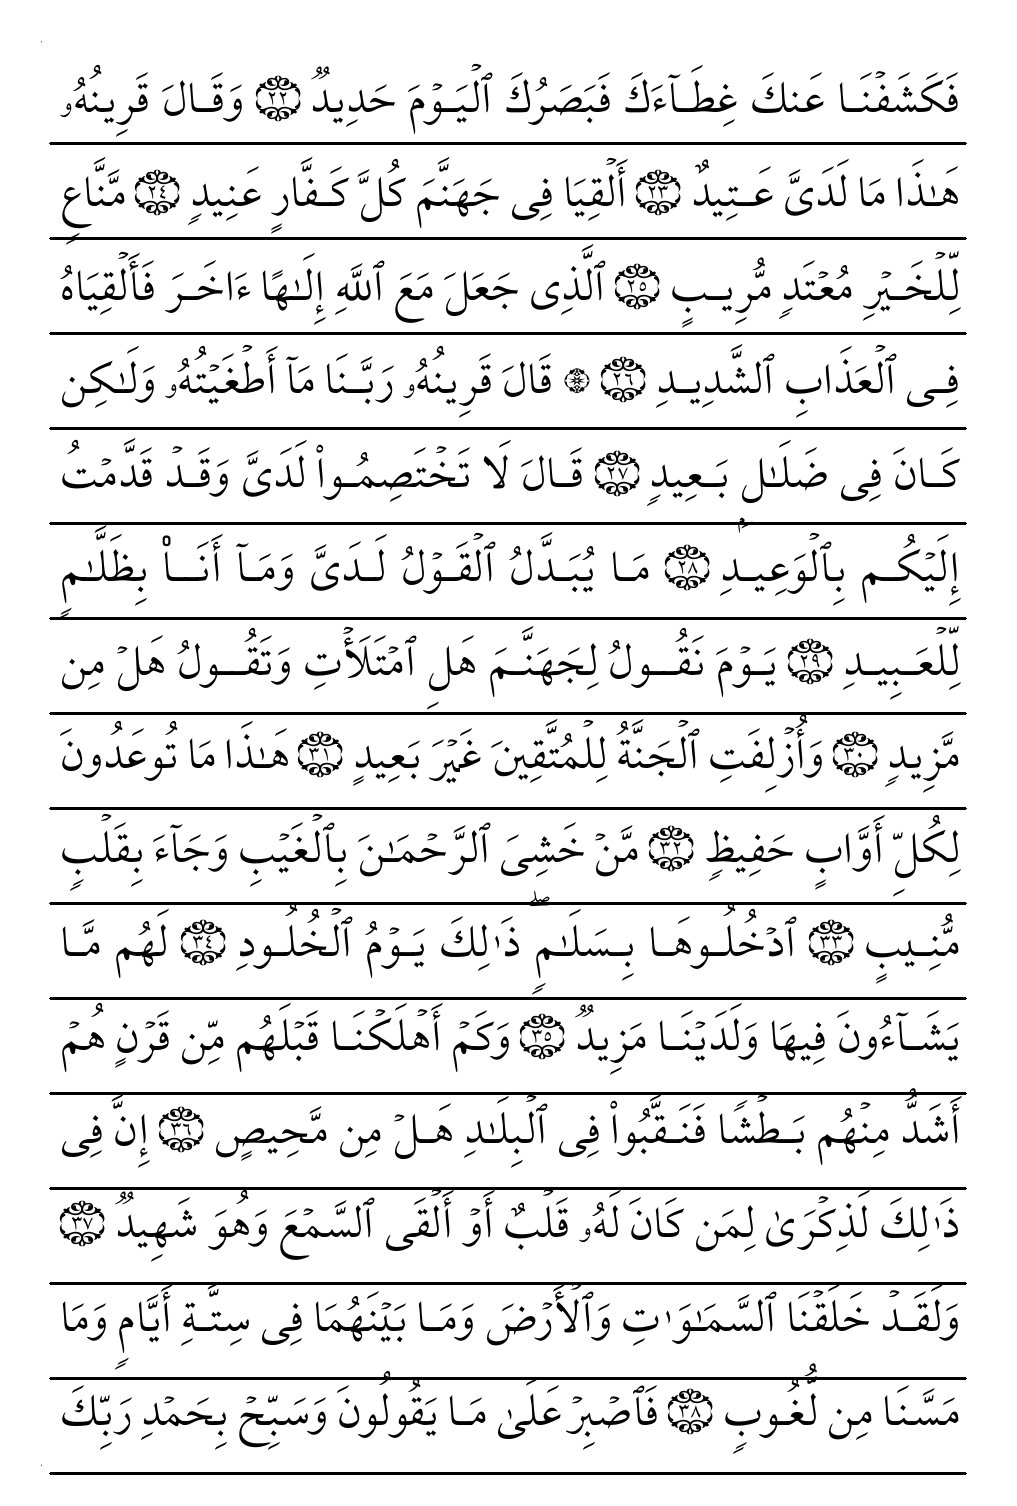 فَكَشَفْنَا عَنكَ غِطَآءَكَ فَبَصَرُكَ ٱلْيَوْمَ حَدِيدٌ ٢٢ وَقَالَ قَرِينُهُۥ
هَـٰذَا مَا لَدَىَّ عَتِيدٌ ٢٣ أَلْقِيَا فِى جَهَنَّمَ كُلَّ كَفَّارٍ عَنِيدٍ ٢٤ مَّنَّاعٍ
لِّلْخَيْرِ مُعْتَدٍ مُّرِيبٍ ٢٥ ٱلَّذِى جَعَلَ مَعَ ٱللَّهِ إِلَـٰهًا ءَاخَرَ فَأَلْقِيَاهُ
فِى ٱلْعَذَابِ ٱلشَّدِيدِ ٢٦ ۞ قَالَ قَرِينُهُۥ رَبَّنَا مَآ أَطْغَيْتُهُۥ وَلَـٰكِن
كَانَ فِى ضَلَـٰلٍۭ بَعِيدٍ ٢٧ قَالَ لَا تَخْتَصِمُوا۟ لَدَىَّ وَقَدْ قَدَّمْتُ
إِلَيْكُم بِٱلْوَعِيدِ ٢٨ مَا يُبَدَّلُ ٱلْقَوْلُ لَدَىَّ وَمَآ أَنَا۠ بِظَلَّـٰمٍ
لِّلْعَبِيدِ ٢٩ يَوْمَ نَقُولُ لِجَهَنَّمَ هَلِ ٱمْتَلَأْتِ وَتَقُولُ هَلْ مِن
مَّزِيدٍ ٣٠ وَأُزْلِفَتِ ٱلْجَنَّةُ لِلْمُتَّقِينَ غَيْرَ بَعِيدٍ ٣١ هَـٰذَا مَا تُوعَدُونَ
لِكُلِّ أَوَّابٍ حَفِيظٍ ٣٢ مَّنْ خَشِىَ ٱلرَّحْمَـٰنَ بِٱلْغَيْبِ وَجَآءَ بِقَلْبٍ
مُّنِيبٍ ٣٣ ٱدْخُلُوهَا بِسَلَـٰمٍ ۖ ذَٰلِكَ يَوْمُ ٱلْخُلُودِ ٣٤ لَهُم مَّا
يَشَآءُونَ فِيهَا وَلَدَيْنَا مَزِيدٌ ٣٥ وَكَمْ أَهْلَكْنَا قَبْلَهُم مِّن قَرْنٍ هُمْ
أَشَدُّ مِنْهُم بَطْشًا فَنَقَّبُوا۟ فِى ٱلْبِلَـٰدِ هَلْ مِن مَّحِيصٍ ٣٦ إِنَّ فِى
ذَٰلِكَ لَذِكْرَىٰ لِمَن كَانَ لَهُۥ قَلْبٌ أَوْ أَلْقَى ٱلسَّمْعَ وَهُوَ شَهِيدٌ ٣٧
وَلَقَدْ خَلَقْنَا ٱلسَّمَـٰوَٰتِ وَٱلْأَرْضَ وَمَا بَيْنَهُمَا فِى سِتَّةِ أَيَّامٍ وَمَا
مَسَّنَا مِن لُّغُوبٍ ٣٨ فَٱصْبِرْ عَلَىٰ مَا يَقُولُونَ وَسَبِّحْ بِحَمْدِ رَبِّكَ